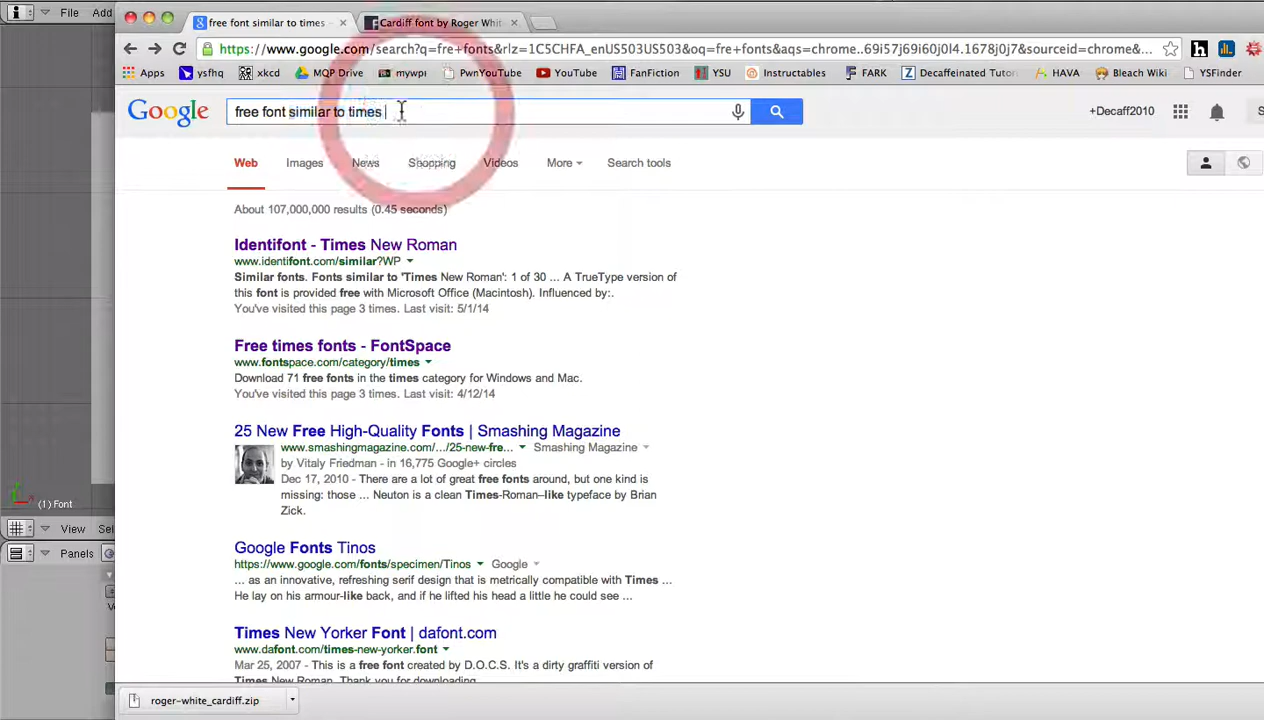 File Add
free font similar to times -
Cardiff font by Roger Whit
https://www.google.com/search?q=fre+fonts&rlz=1C5CHFA_enUS503US503&oq=fre+fonts&aqs=chrome..69i57j69i60j0l4.1678j0j7&sourceid=chrome&...
Apps ysfhq xkcd MQP Drive mywpi PwnYouTube YouTube FanFiction YSU Instructables FARK Decaffeinated Tutor HAVA Bleach Wiki YSFinder
Google free font similar to times +Decaff2010
Web Images News Shopping Videos More Search tools
About 107,000,000 results (0.45 seconds)
Identifont - Times New Roman
www.identifont.com/similar?WP
Similar fonts. Fonts similar to 'Times New Roman': 1 of 30 ... A TrueType version of
this font is provided free with Microsoft Office (Macintosh). Influenced by:.
You've visited this page 3 times. Last visit: 5/1/14
Free times fonts - FontSpace
www.fontspace.com/category/times
Download 71 free fonts in the times category for Windows and Mac.
You've visited this page 3 times. Last visit: 4/12/14
25 New Free High-Quality Fonts | Smashing Magazine
www.smashingmagazine.com/.../25-new-fre... Smashing Magazine
by Vitaly Friedman - in 16,775 Google+ circles
Dec 17, 2010 - There are a lot of great free fonts around, but one kind is
missing: those ... Neuton is a clean Times-Roman–like typeface by Brian
Zick.
Google Fonts Tinos
https://www.google.com/fonts/specimen/Tinos Google
... as an innovative, refreshing serif design that is metrically compatible with Times ...
He lay on his armour-like back, and if he lifted his head a little he could see ...
Times New Yorker Font | dafont.com
www.dafont.com/times-new-yorker.font
Mar 25, 2007 - This is a free font created by D.O.C.S. It's a dirty graffiti version of
Times New Roman. Thank you for downloading.
(1) Font
View Sel
Panels
roger-white_cardiff.zip